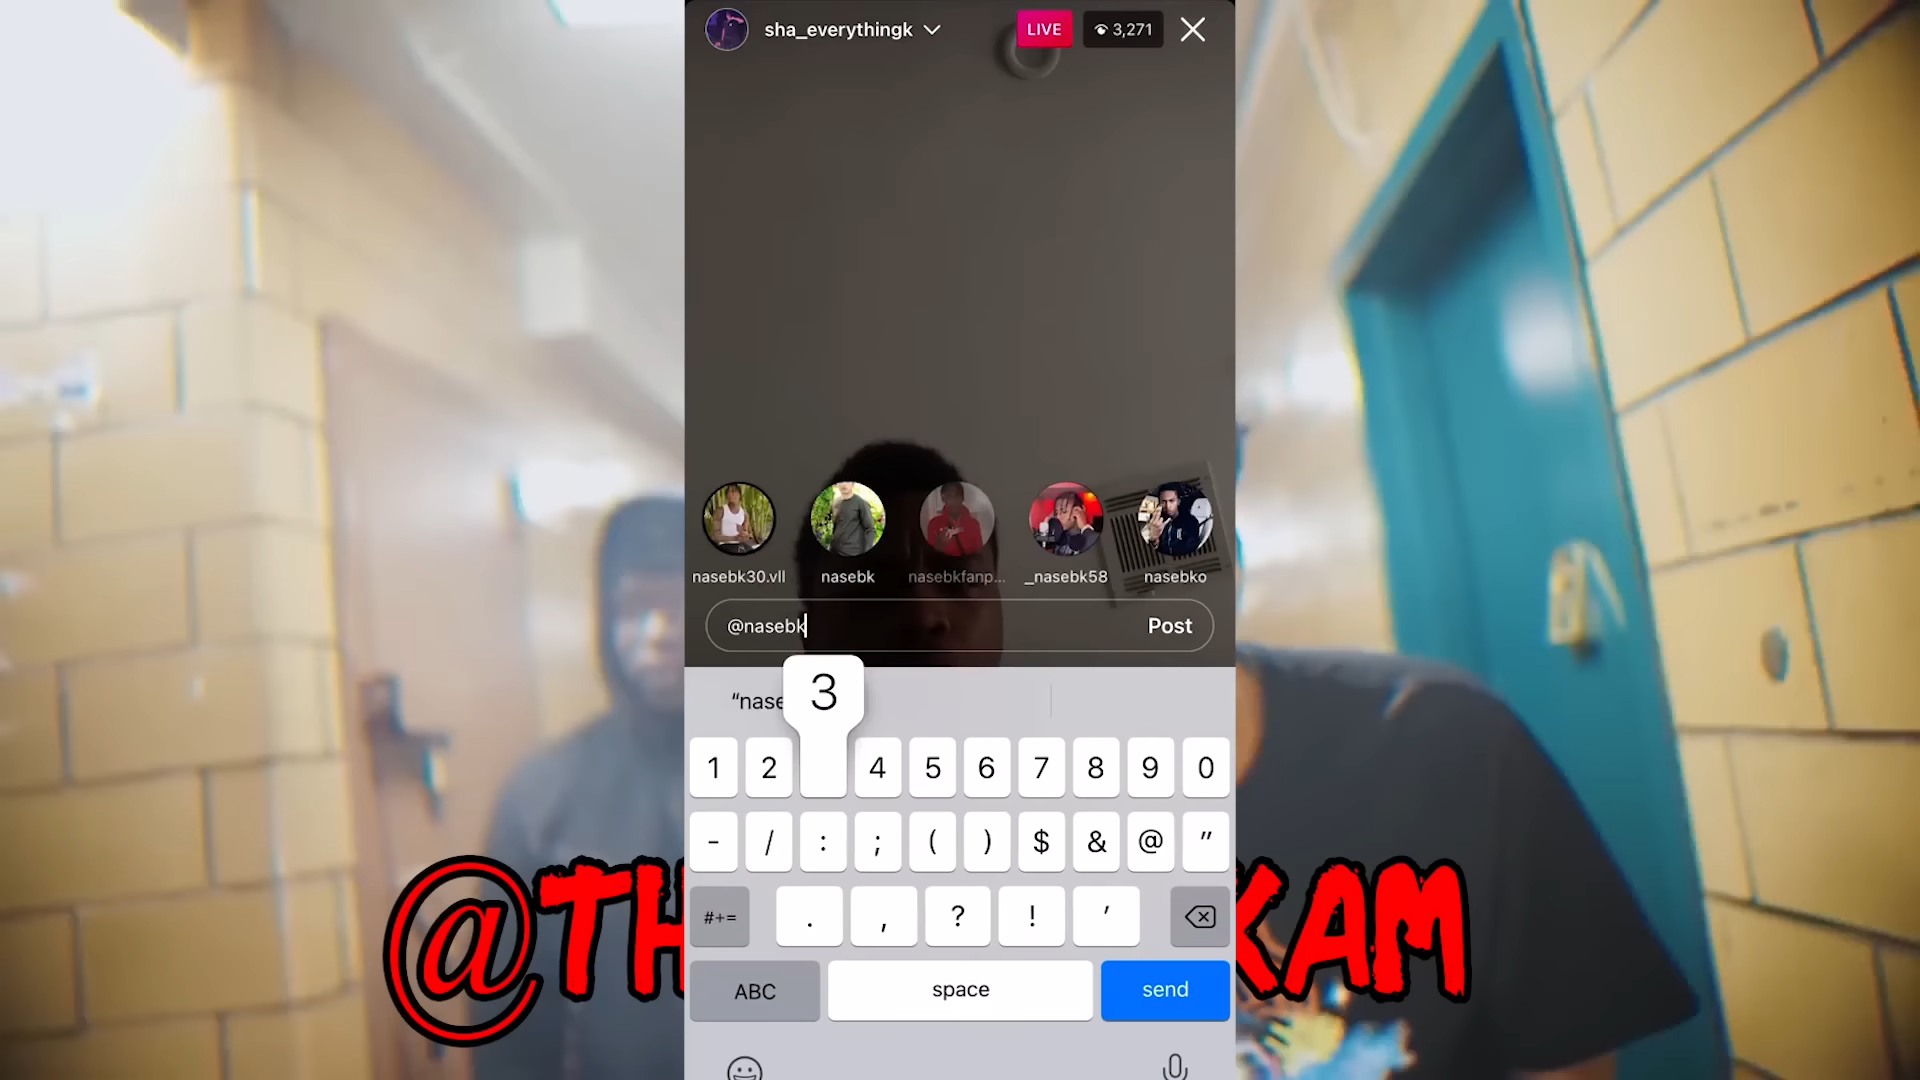 sha_everythingk
LIVE
3,271
nasebk30.vll
nasebk
nasebkfanp...
_nasebk58
nasebko
@nasebk
Post
3
“nase
1 2 4 5 6 7 8 9 0
- / : ; ( ) $ & @ "
#+= . , ? ! ’
ABC
space
send
@TH
KAM